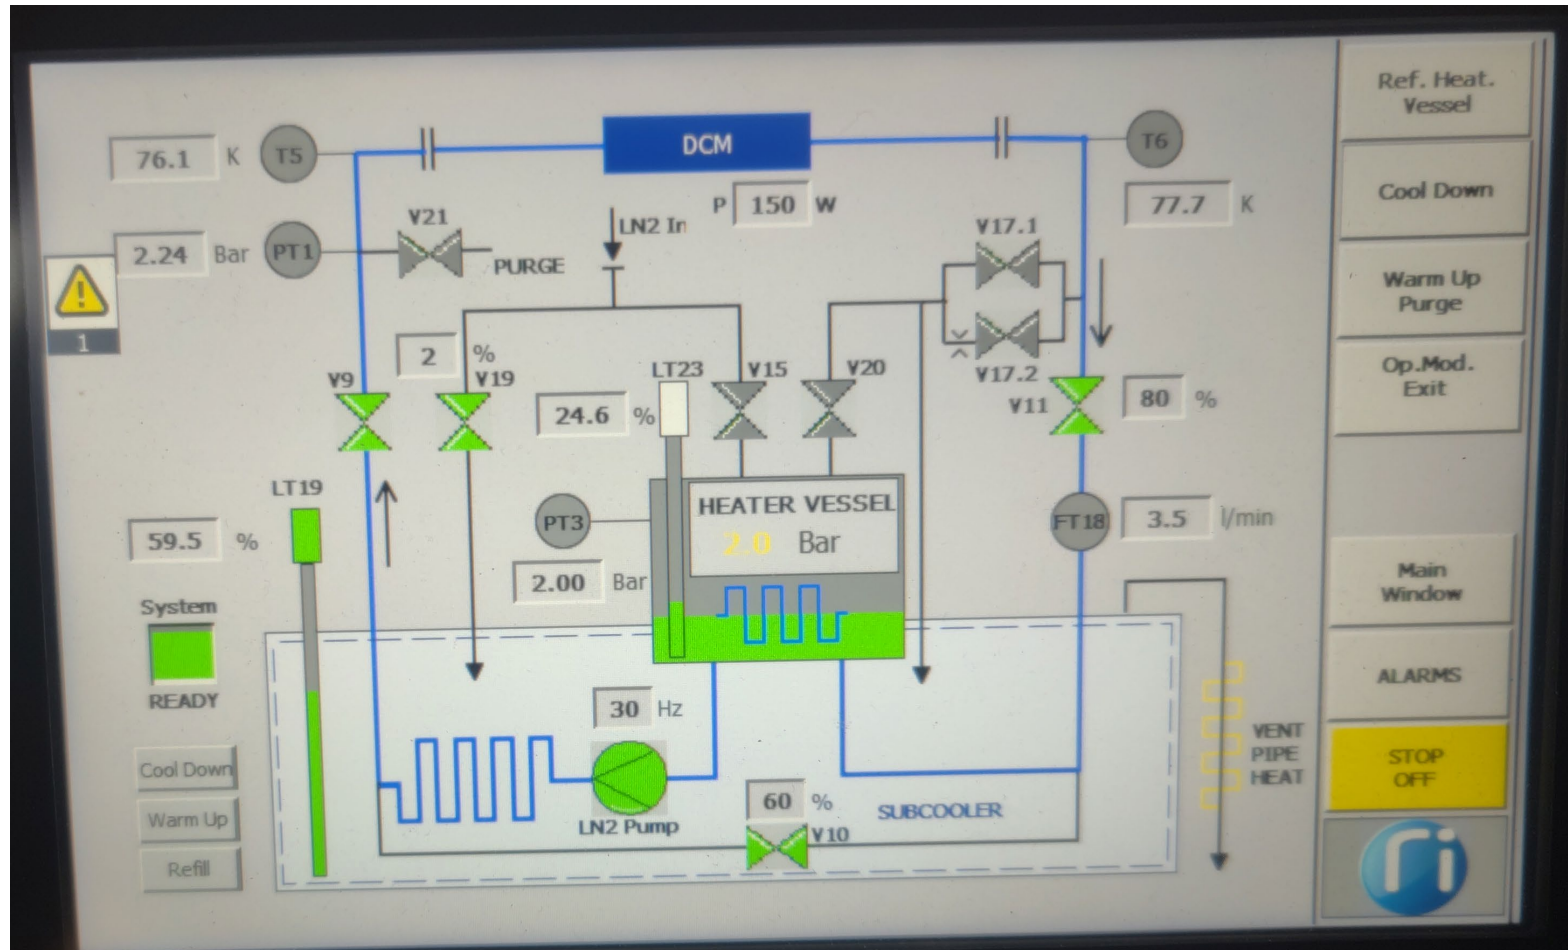 Ref. Heat.
Vessel
DCM
T5
76.1 K
T6
77.7 K
P 150 W
Cool Down
V21
LN2 In
V17.1
2.24 Bar
PT1
PURGE
Warm Up
Purge
1
2 %
V9
V19
LT23
V15
V20
V17.2
V11
80 %
Op.Mod.
Exit
24.6 %
LT19
HEATER VESSEL
2.0 Bar
PT3
FT18
3.5 l/min
59.5 %
2.00 Bar
Main
Window
System
READY
30 Hz
ALARMS
VENT
PIPE
HEAT
STOP
OFF
Cool Down
60 %
SUBCOOLER
Warm Up
LN2 Pump
V10
Refill
ri